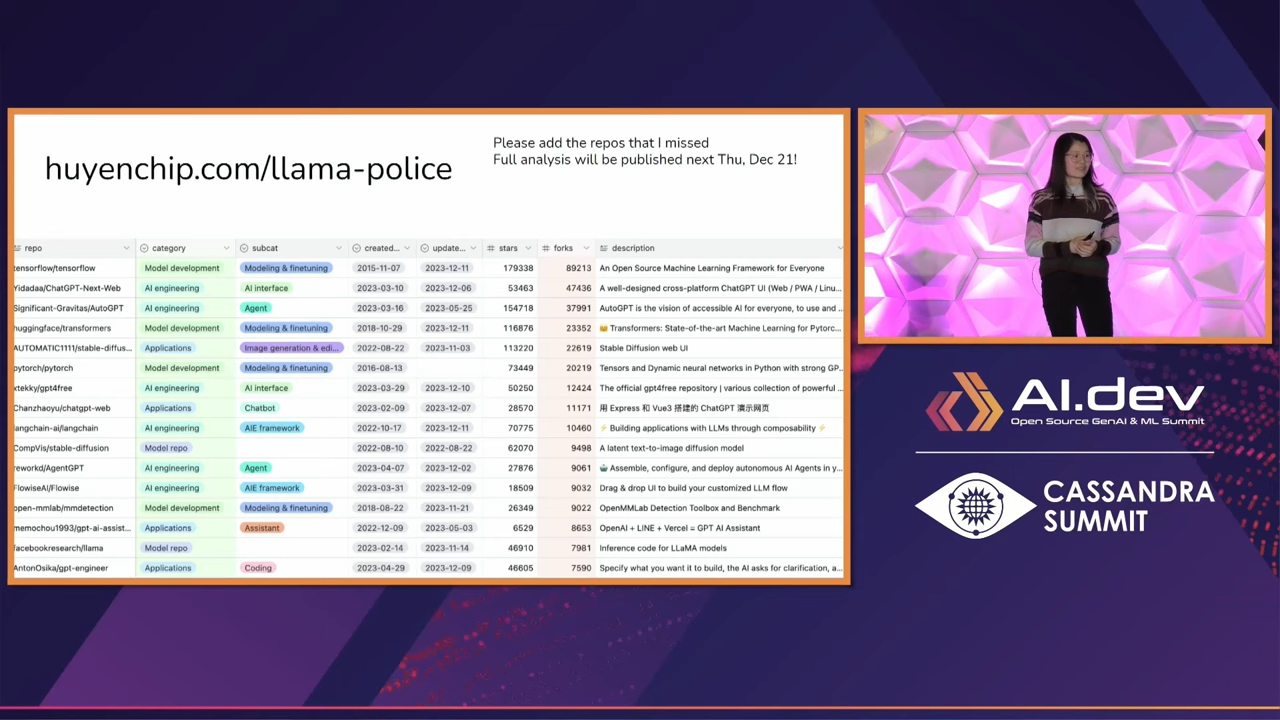 huyenchip.com/llama-police
Please add the repos that I missed
Full analysis will be published next Thu, Dec 21!
repo category subcat created... update... stars forks description
tensorflow/tensorflow Model development Modeling & finetuning 2015-11-07 2023-12-11 179338 89213 An Open Source Machine Learning Framework for Everyone
Yidadaa/ChatGPT-Next-Web AI engineering AI interface 2023-03-10 2023-12-06 53463 47436 A well-designed cross-platform ChatGPT UI (Web / PWA / Linu...
Significant-Gravitas/AutoGPT AI engineering Agent 2023-03-16 2023-05-25 154718 37991 AutoGPT is the vision of accessible AI for everyone, to use and ...
huggingface/transformers Model development Modeling & finetuning 2018-10-29 2023-12-11 116876 23352 🤗 Transformers: State-of-the-art Machine Learning for Pytorc...
AUTOMATIC1111/stable-diffus... Applications Image generation & edi... 2022-08-22 2023-11-03 113220 22619 Stable Diffusion web UI
pytorch/pytorch Model development Modeling & finetuning 2016-08-13 73449 20219 Tensors and Dynamic neural networks in Python with strong GP...
xtekky/gpt4free AI engineering AI interface 2023-03-29 2023-12-10 50250 12424 The official gpt4free repository | various collection of powerful ...
Chanzhaoyu/chatgpt-web Applications Chatbot 2023-02-09 2023-12-07 28570 11171 用 Express 和 Vue3 搭建的 ChatGPT 演示网页
langchain-ai/langchain AI engineering AIE framework 2022-10-17 2023-12-11 70775 10460 ⚡ Building applications with LLMs through composability ⚡
CompVis/stable-diffusion Model repo 2022-08-10 2022-08-22 62070 9498 A latent text-to-image diffusion model
reworkd/AgentGPT AI engineering Agent 2023-04-07 2023-12-02 27876 9061 🤖 Assemble, configure, and deploy autonomous AI Agents in y...
FlowiseAI/Flowise AI engineering AIE framework 2023-03-31 2023-12-09 18509 9032 Drag & drop UI to build your customized LLM flow
open-mmlab/mmdetection Model development Modeling & finetuning 2018-08-22 2023-11-21 26349 9022 OpenMMLab Detection Toolbox and Benchmark
memochou1993/gpt-ai-assist... Applications Assistant 2022-12-09 2023-05-03 6529 8653 OpenAI + LINE + Vercel = GPT AI Assistant
facebookresearch/llama Model repo 2023-02-14 2023-11-14 46910 7981 Inference code for LLaMA models
AntonOsika/gpt-engineer Applications Coding 2023-04-29 2023-12-09 46605 7590 Specify what you want it to build, the AI asks for clarification, a...
AI.dev
Open Source GenAI & ML Summit
CASSANDRA
SUMMIT